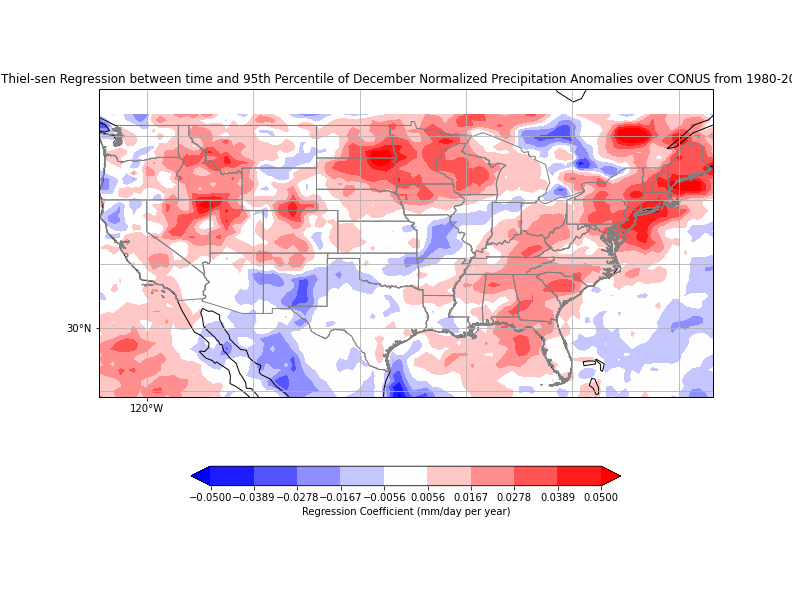 Thiel-sen Regression between time and 95th Percentile of December Normalized Precipitation Anomalies over CONUS from 1980-20
30°N
120°W
−0.0500 −0.0389 −0.0278 −0.0167 −0.0056 0.0056 0.0167 0.0278 0.0389 0.0500
Regression Coefficient (mm/day per year)